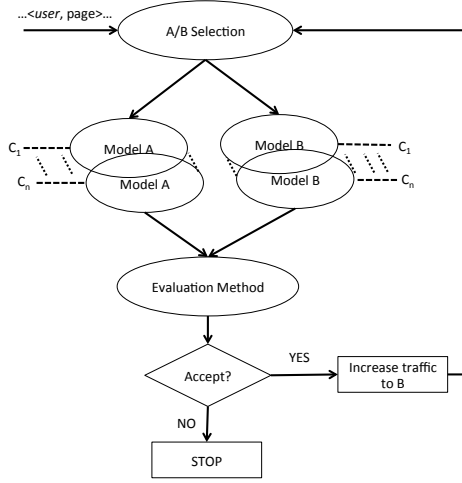 ...<user, page>...
A/B Selection
C1
Model A
Model B
C1
Cn
Model A
Model B
Cn
Evaluation Method
Accept?
YES
Increase traffic
to B
NO
STOP